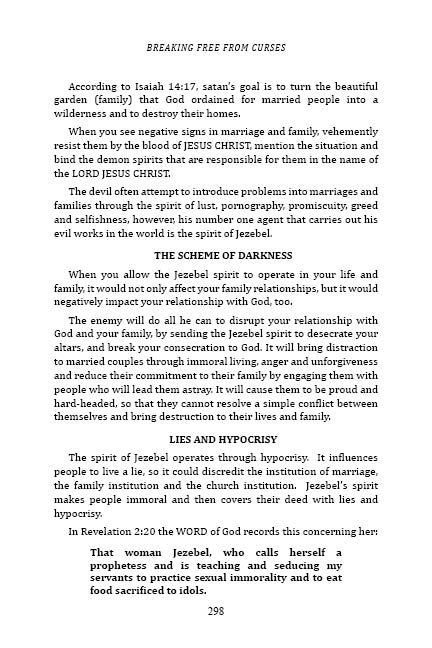 BREAKING FREE FROM CURSES
According to Isaiah 14:17, satan's goal is to turn the beautiful
garden (family) that God ordained for married people into a
wilderness and to destroy their homes.
When you see negative signs in marriage and family, vehemently
resist them by the blood of JESUS CHRIST, mention the situation and
bind the demon spirits that are responsible for them in the name of
the LORD JESUS CHRIST.
The devil often attempt to introduce problems into marriages and
families through the spirit of lust, pornography, promiscuity, greed
and selfishness, however, his number one agent that carries out his
evil works in the world is the spirit of Jezebel.
THE SCHEME OF DARKNESS
When you allow the Jezebel spirit to operate in your life and
family, it would not only affect your family relationships, but it would
negatively impact your relationship with God, too.
The enemy will do all he can to disrupt your relationship with
God and your family, by sending the Jezebel spirit to desecrate your
altars, and break your consecration to God. It will bring distraction
to married couples through immoral living, anger and unforgiveness
and reduce their commitment to their family by engaging them with
people who will lead them astray. It will cause them to be proud and
hard-headed, so that they cannot resolve a simple conflict between
themselves and bring destruction to their lives and family.
LIES AND HYPOCRISY
The spirit of Jezebel operates through hypocrisy. It influences
people to live a lie, so it could discredit the institution of marriage,
the family institution and the church institution. Jezebel's spirit
makes people immoral and then covers their deed with lies and
hypocrisy.
In Revelation 2:20 the WORD of God records this concerning her:
That woman Jezebel, who calls herself a
prophetess and is teaching and seducing my
servants to practice sexual immorality and to eat
food sacrificed to idols.
298